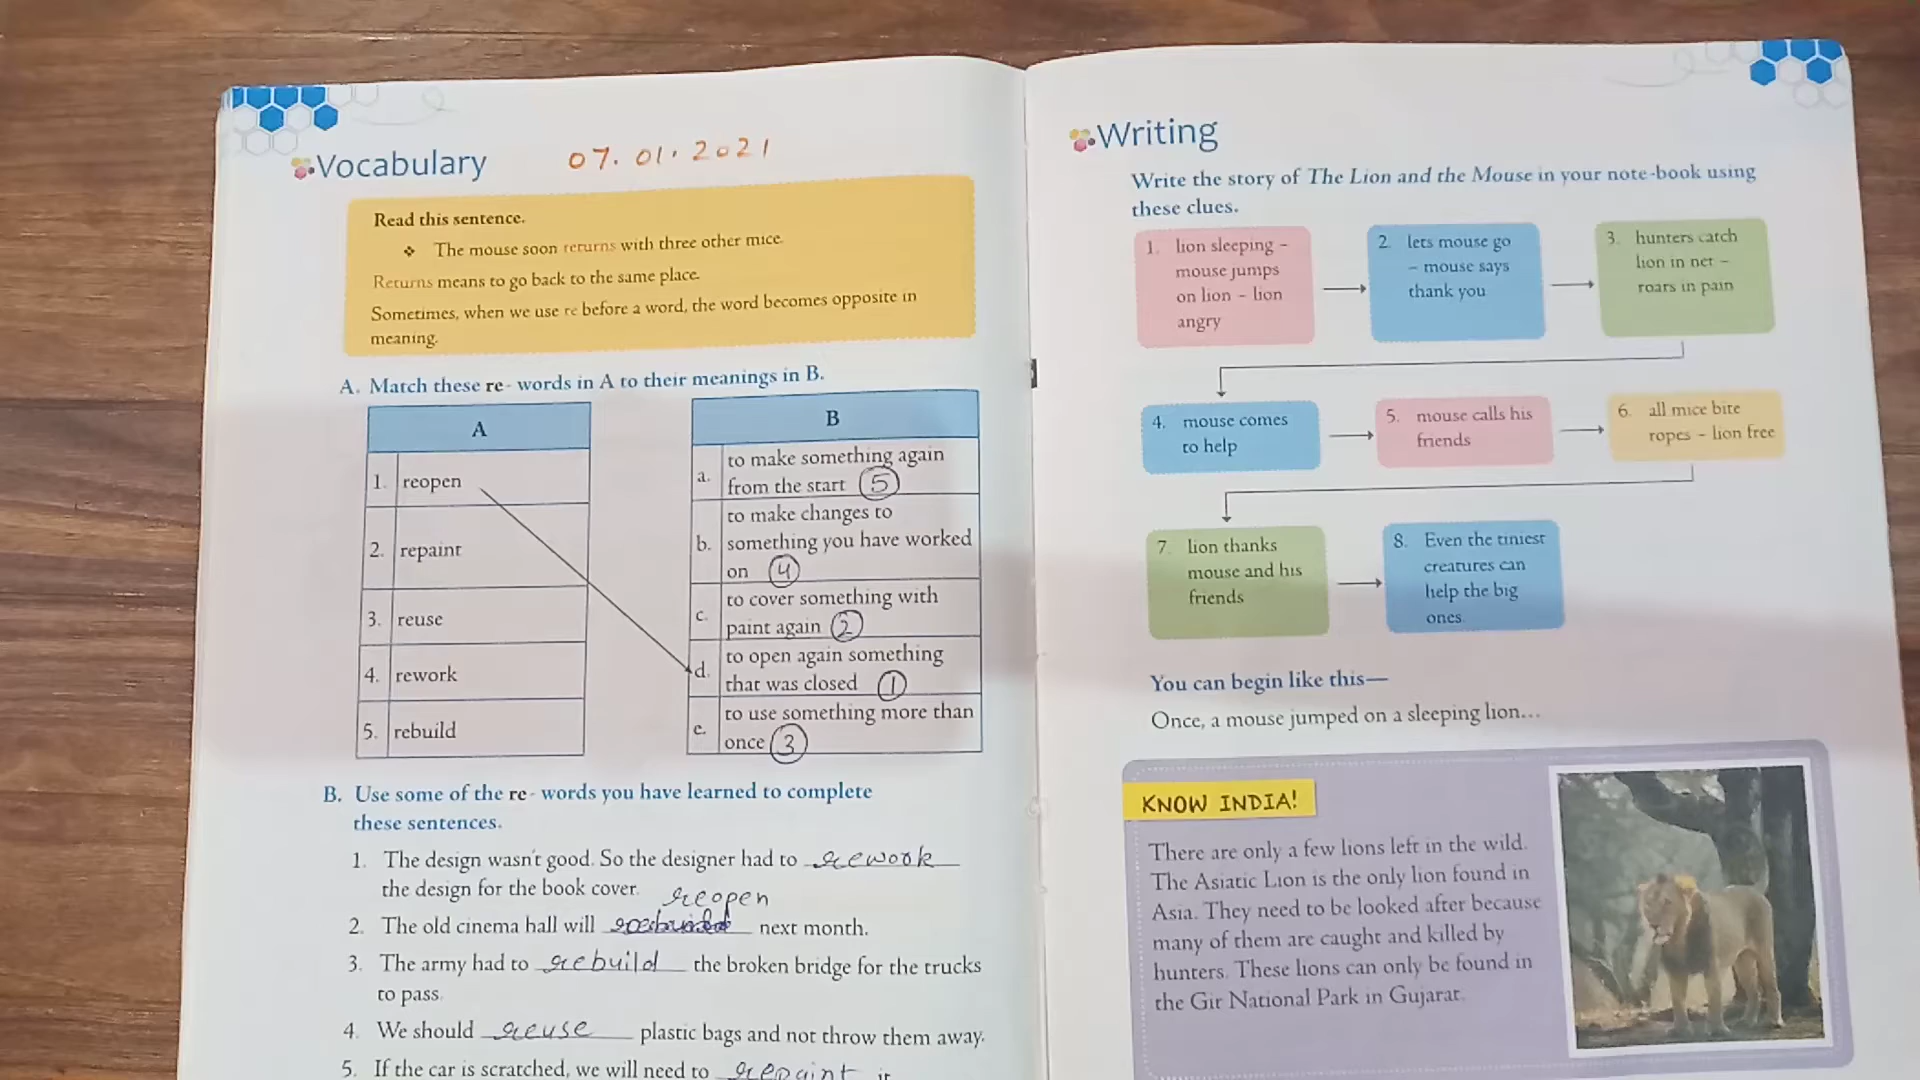 Vocabulary
07.01.2021
Read this sentence.
❖ The mouse soon returns with three other mice.
Returns means to go back to the same place.
Sometimes, when we use re before a word, the word becomes opposite in
meaning.
A. Match these re- words in A to their meanings in B.
A
1. reopen
2. repaint
3. reuse
4. rework
5. rebuild
B
a. to make something again
from the start 5
b. to make changes to
something you have worked
on 4
c. to cover something with
paint again 2
d. to open again something
that was closed 1
e. to use something more than
once 3
B. Use some of the re- words you have learned to complete
these sentences.
1. The design wasn't good. So the designer had to rework
the design for the book cover.
reopen
2. The old cinema hall will next month.
3. The army had to rebuild the broken bridge for the trucks
to pass.
4. We should reuse plastic bags and not throw them away.
5. If the car is scratched, we will need to repaint it
Writing
Write the story of The Lion and the Mouse in your note-book using
these clues.
1. lion sleeping –
mouse jumps
on lion – lion
angry
2. lets mouse go
– mouse says
thank you
3. hunters catch
lion in net –
roars in pain
4. mouse comes
to help
5. mouse calls his
friends
6. all mice bite
ropes – lion free
7. lion thanks
mouse and his
friends
8. Even the tiniest
creatures can
help the big
ones.
You can begin like this—
Once, a mouse jumped on a sleeping lion...
KNOW INDIA!
There are only a few lions left in the wild.
The Asiatic Lion is the only lion found in
Asia. They need to be looked after because
many of them are caught and killed by
hunters. These lions can only be found in
the Gir National Park in Gujarat.